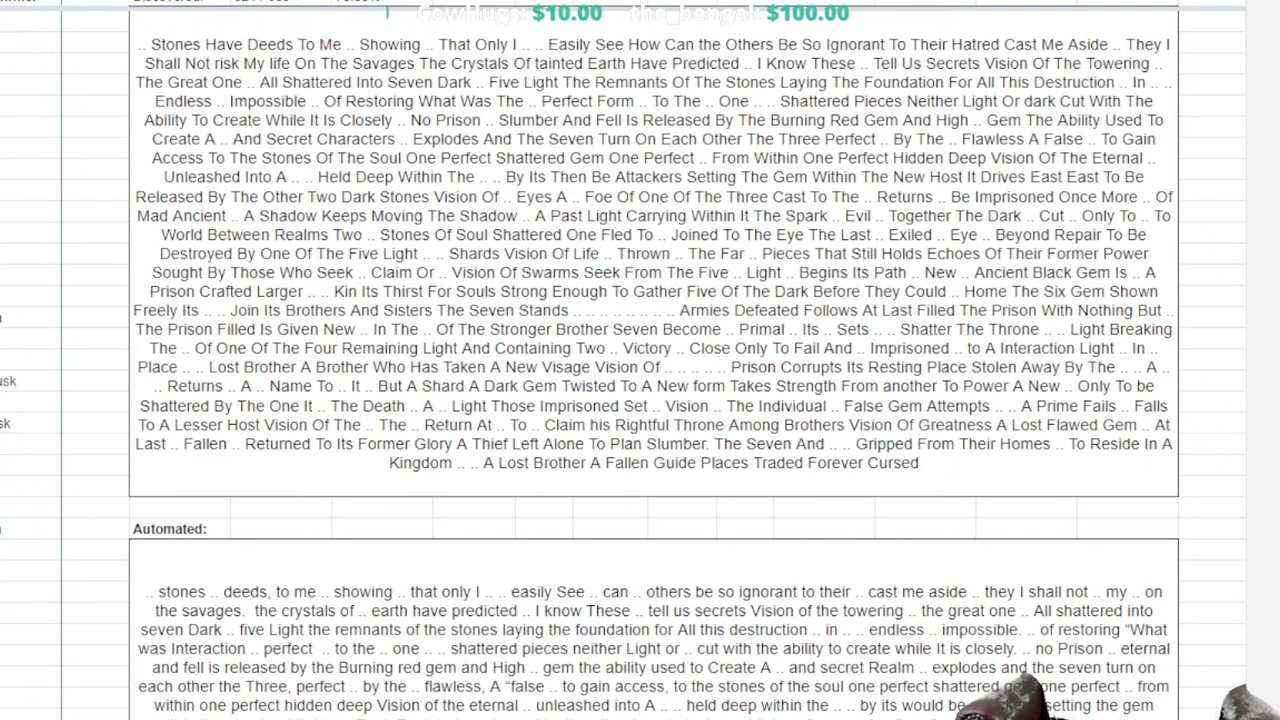 CowHugs: $10.00 the_bengel: $100.00
.. Stones Have Deeds To Me .. Showing .. That Only I .. .. Easily See How Can the Others Be So Ignorant To Their Hatred Cast Me Aside .. They I
Shall Not risk My life On The Savages The Crystals Of tainted Earth Have Predicted .. I Know These .. Tell Us Secrets Vision Of The Towering ..
The Great One .. All Shattered Into Seven Dark .. Five Light The Remnants Of The Stones Laying The Foundation For All This Destruction .. In .. ..
Endless .. Impossible .. Of Restoring What Was The .. Perfect Form .. To The .. One .. .. Shattered Pieces Neither Light Or dark Cut With The
Ability To Create While It Is Closely .. No Prison .. Slumber And Fell Is Released By The Burning Red Gem And High .. Gem The Ability Used To
Create A .. And Secret Characters .. Explodes And The Seven Turn On Each Other The Three Perfect .. By The .. Flawless A False .. To Gain
Access To The Stones Of The Soul One Perfect Shattered Gem One Perfect .. From Within One Perfect Hidden Deep Vision Of The Eternal ..
Unleashed Into A .. .. Held Deep Within The .. .. By Its Then Be Attackers Setting The Gem Within The New Host It Drives East East To Be
Released By The Other Two Dark Stones Vision Of .. Eyes A .. Foe Of One Of The Three Cast To The .. Returns .. Be Imprisoned Once More .. Of
Mad Ancient .. A Shadow Keeps Moving The Shadow .. A Past Light Carrying Within It The Spark .. Evil .. Together The Dark .. Cut .. Only To .. To
World Between Realms Two .. Stones Of Soul Shattered One Fled To .. Joined To The Eye The Last .. Exiled .. Eye .. Beyond Repair To Be
Destroyed By One Of The Five Light .. .. Shards Vision Of Life .. Thrown .. The Far .. Pieces That Still Holds Echoes Of Their Former Power
Sought By Those Who Seek .. Claim Or .. Vision Of Swarms Seek From The Five .. Light .. Begins Its Path .. New .. Ancient Black Gem Is .. A
Prison Crafted Larger .. .. Kin Its Thirst For Souls Strong Enough To Gather Five Of The Dark Before They Could .. Home The Six Gem Shown
Freely Its .. .. Join Its Brothers And Sisters The Seven Stands .. .. .. .. .. .. .. Armies Defeated Follows At Last Filled The Prison With Nothing But ..
The Prison Filled Is Given New .. In The .. Of The Stronger Brother Seven Become .. Primal .. Its .. Sets .. .. Shatter The Throne .. .. Light Breaking
The .. Of One Of The Four Remaining Light And Containing Two .. Victory .. Close Only To Fail And .. Imprisoned .. to A Interaction Light .. In ..
Place .. .. Lost Brother A Brother Who Has Taken A New Visage Vision Of .. .. .. .. .. Prison Corrupts Its Resting Place Stolen Away By The .. .. A ..
.. Returns .. A .. Name To .. It .. But A Shard A Dark Gem Twisted To A New form Takes Strength From another To Power A New .. Only To be
Shattered By The One It .. The Death .. A .. Light Those Imprisoned Set .. Vision .. The Individual .. False Gem Attempts .. .. A Prime Fails .. Falls
To A Lesser Host Vision Of The .. The .. Return At .. To .. Claim his Rightful Throne Among Brothers Vision Of Greatness A Lost Flawed Gem .. At
Last .. Fallen .. Returned To Its Former Glory A Thief Left Alone To Plan Slumber. The Seven And .. .. Gripped From Their Homes .. To Reside In A
Kingdom .. .. A Lost Brother A Fallen Guide Places Traded Forever Cursed
usk
sk
Automated:
.. stones .. deeds, to me .. showing .. that only I .. .. easily See .. can .. others be so ignorant to their .. cast me aside .. they I shall not .. my .. on
the savages. the crystals of .. earth have predicted .. I know These .. tell us secrets Vision of the towering .. the great one .. All shattered into
seven Dark .. five Light the remnants of the stones laying the foundation for All this destruction .. in .. .. endless .. impossible. .. of restoring “What
was Interaction .. perfect .. to the .. one .. .. shattered pieces neither Light or .. cut with the ability to create while It is closely. .. no Prison .. eternal
and fell is released by the Burning red gem and High .. gem the ability used to Create A .. and secret Realm .. explodes and the seven turn on
each other the Three, perfect .. by the .. flawless, A “false .. to gain access, to the stones of the soul one perfect shattered one perfect .. from
within one perfect hidden deep Vision of the eternal .. unleashed into A .. .. held deep within the .. .. by its would be setting the gem